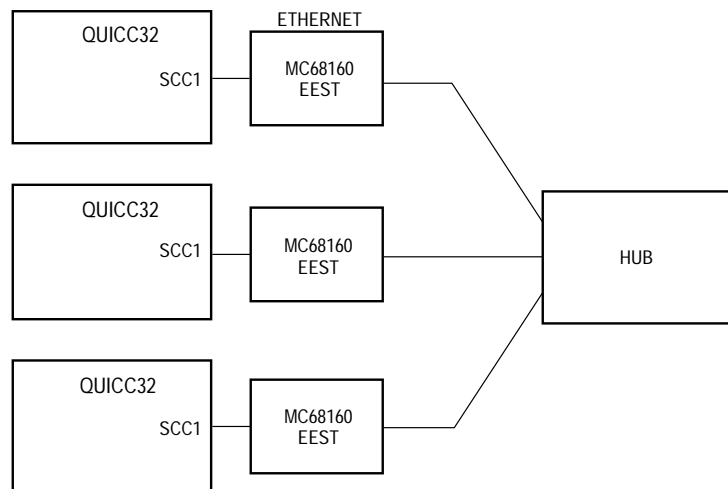 ETHERNET
QUICC32
SCC1
MC68160
EEST
QUICC32
SCC1
MC68160
EEST
HUB
QUICC32
SCC1
MC68160
EEST